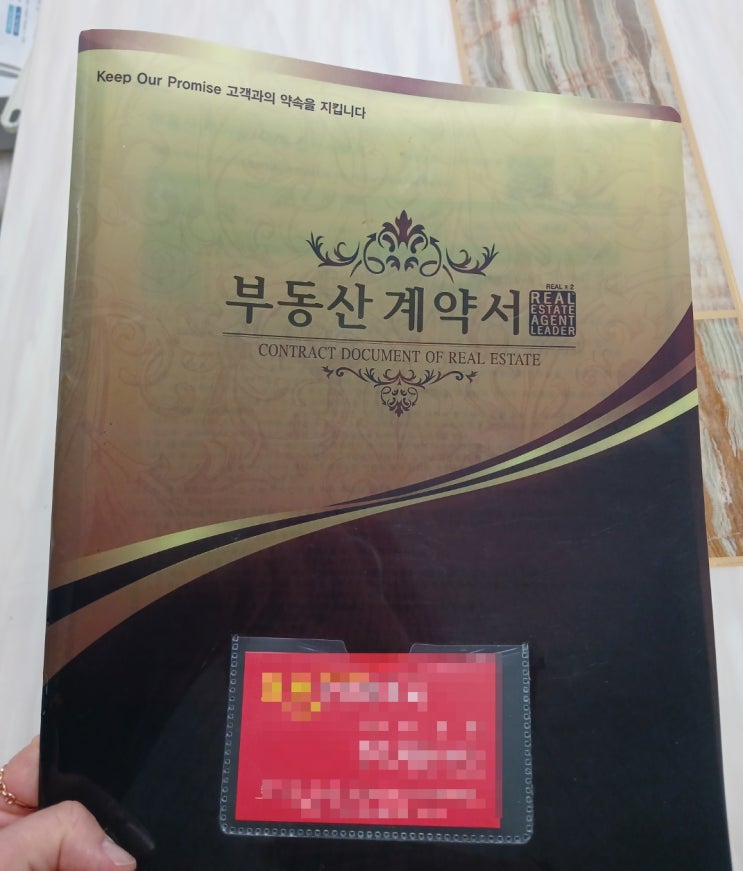 Keep Our Promise 고객과의 약속을 지킵니다
부동산 계약서
REAL x 2
REAL
ESTATE
AGENT
LEADER
CONTRACT DOCUMENT OF REAL ESTATE